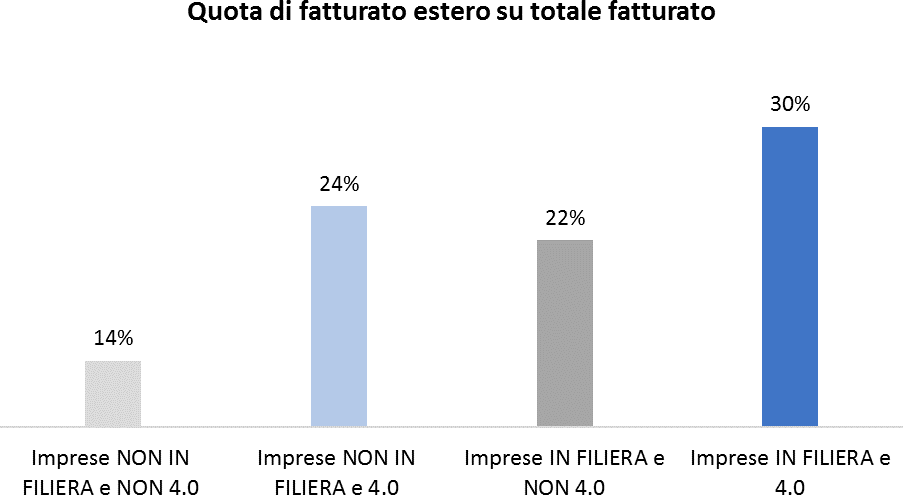 Quota di fatturato estero su totale fatturato
14%
24%
22%
30%
Imprese NON IN
FILIERA e NON 4.0
Imprese NON IN
FILIERA e 4.0
Imprese IN FILIERA e
NON 4.0
Imprese IN FILIERA e
4.0